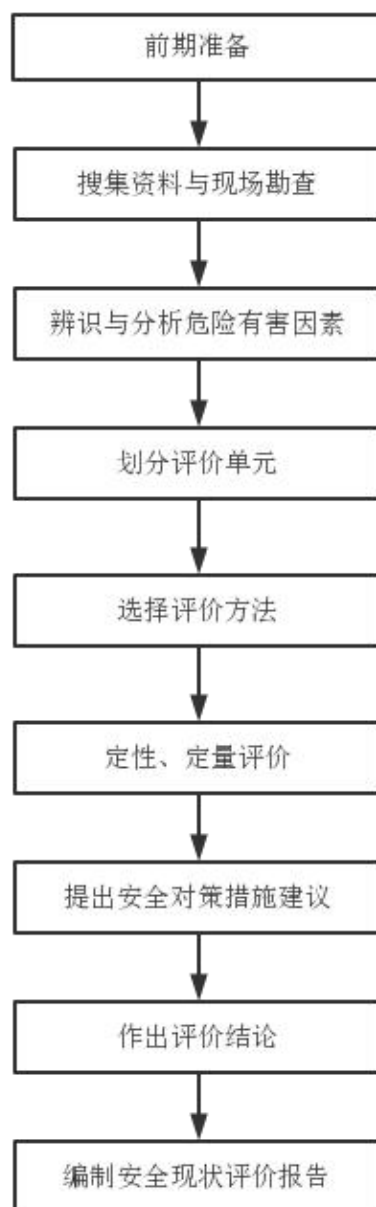 前期准备
搜集资料与现场勘查
辨识与分析危险有害因素
划分评价单元
选择评价方法
定性、定量评价
提出安全对策措施建议
作出评价结论
编制安全现状评价报告